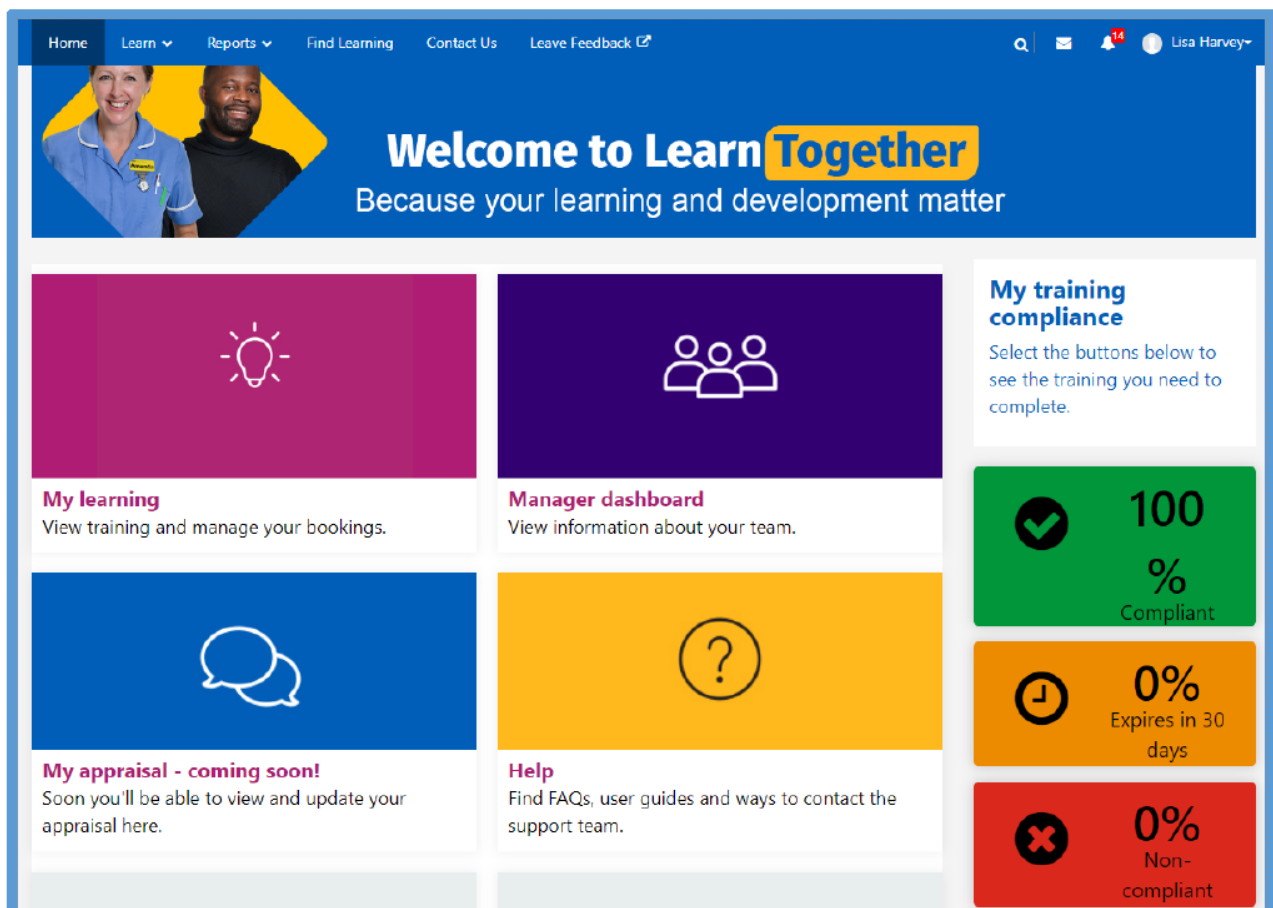 Home Learn Reports Find Learning Contact Us Leave Feedback 14 Lisa Harvey
Welcome to Learn Together
Because your learning and development matter
My learning
View training and manage your bookings.
Manager dashboard
View information about your team.
My appraisal - coming soon!
Soon you'll be able to view and update your
appraisal here.
Help
Find FAQs, user guides and ways to contact the
support team.
My training
compliance
Select the buttons below to
see the training you need to
complete.
100
%
Compliant
0%
Expires in 30
days
0%
Non-
compliant